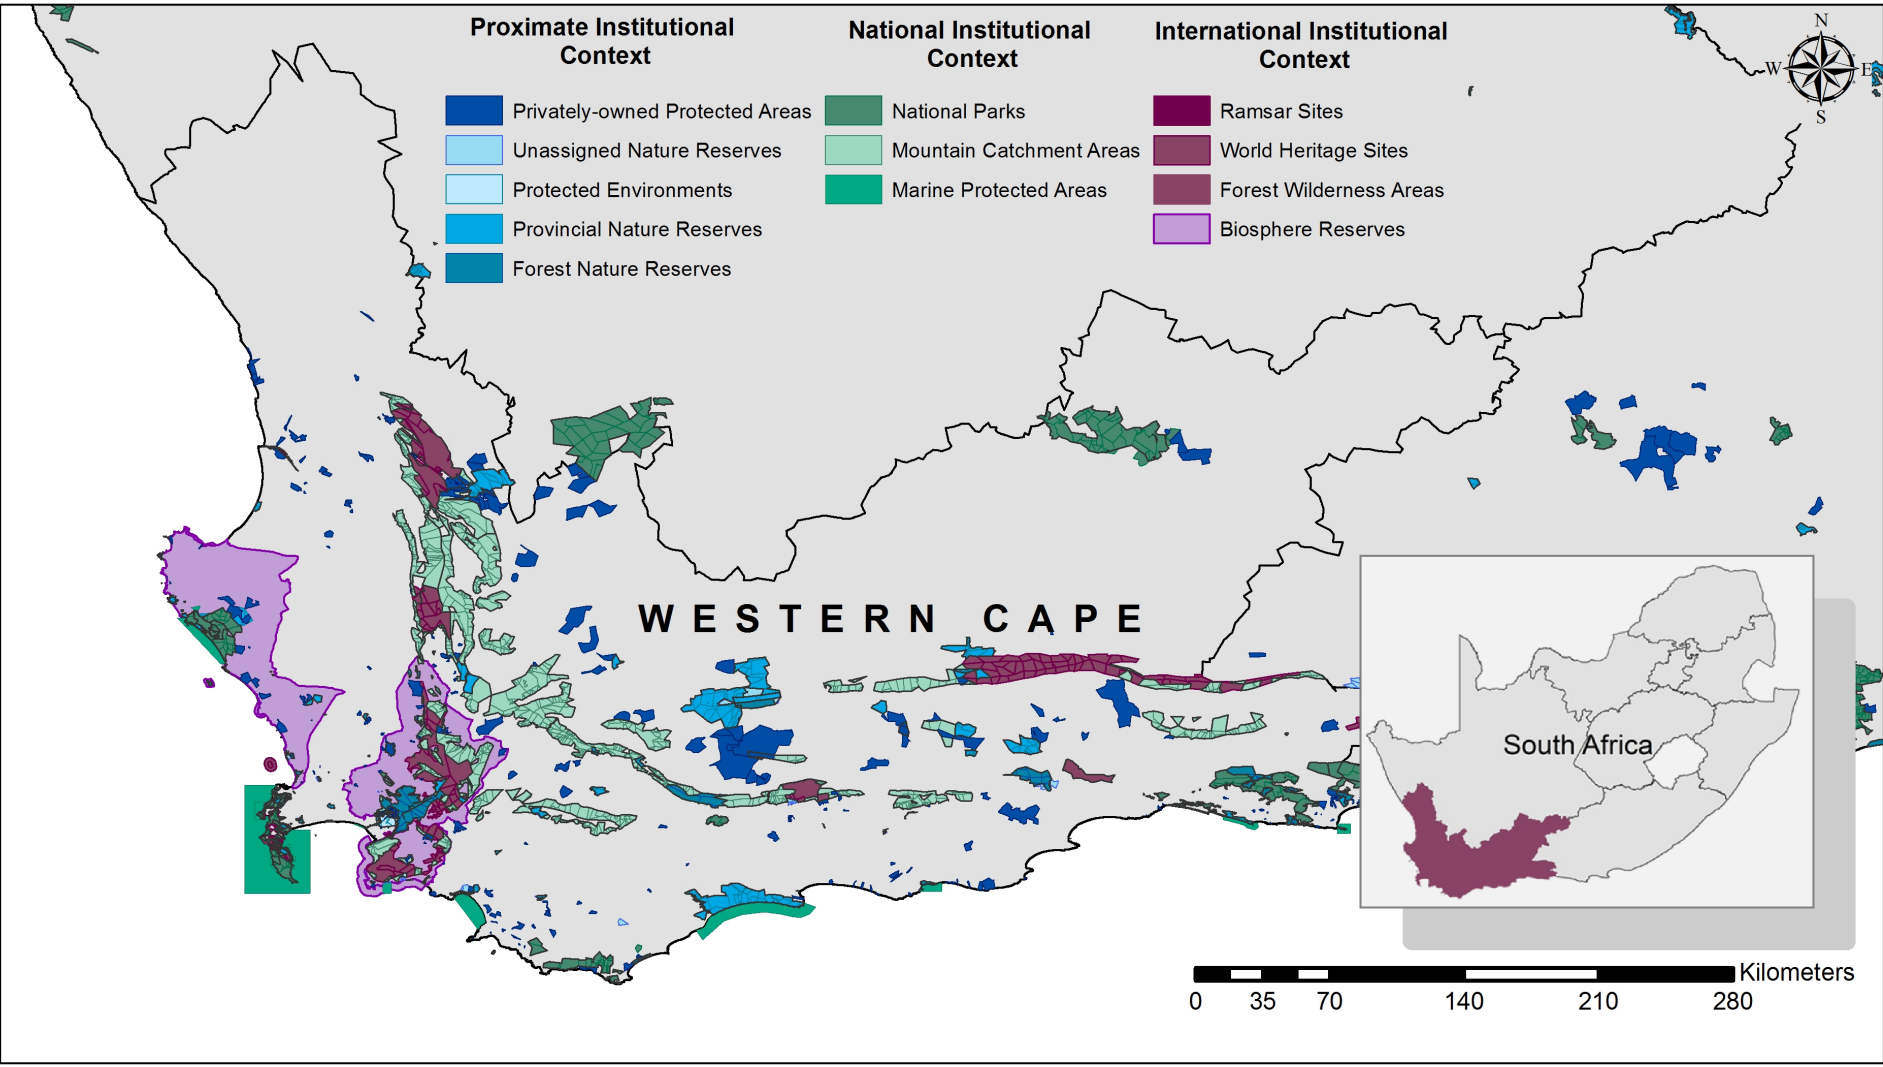 Proximate Institutional
Context
Privately-owned Protected Areas
Unassigned Nature Reserves
Protected Environments
Provincial Nature Reserves
Forest Nature Reserves
National Institutional
Context
National Parks
Mountain Catchment Areas
Marine Protected Areas
International Institutional
Context
Ramsar Sites
World Heritage Sites
Forest Wilderness Areas
Biosphere Reserves
N
W
E
S
WESTERN CAPE
South Africa
Kilometers
0 35 70 140 210 280